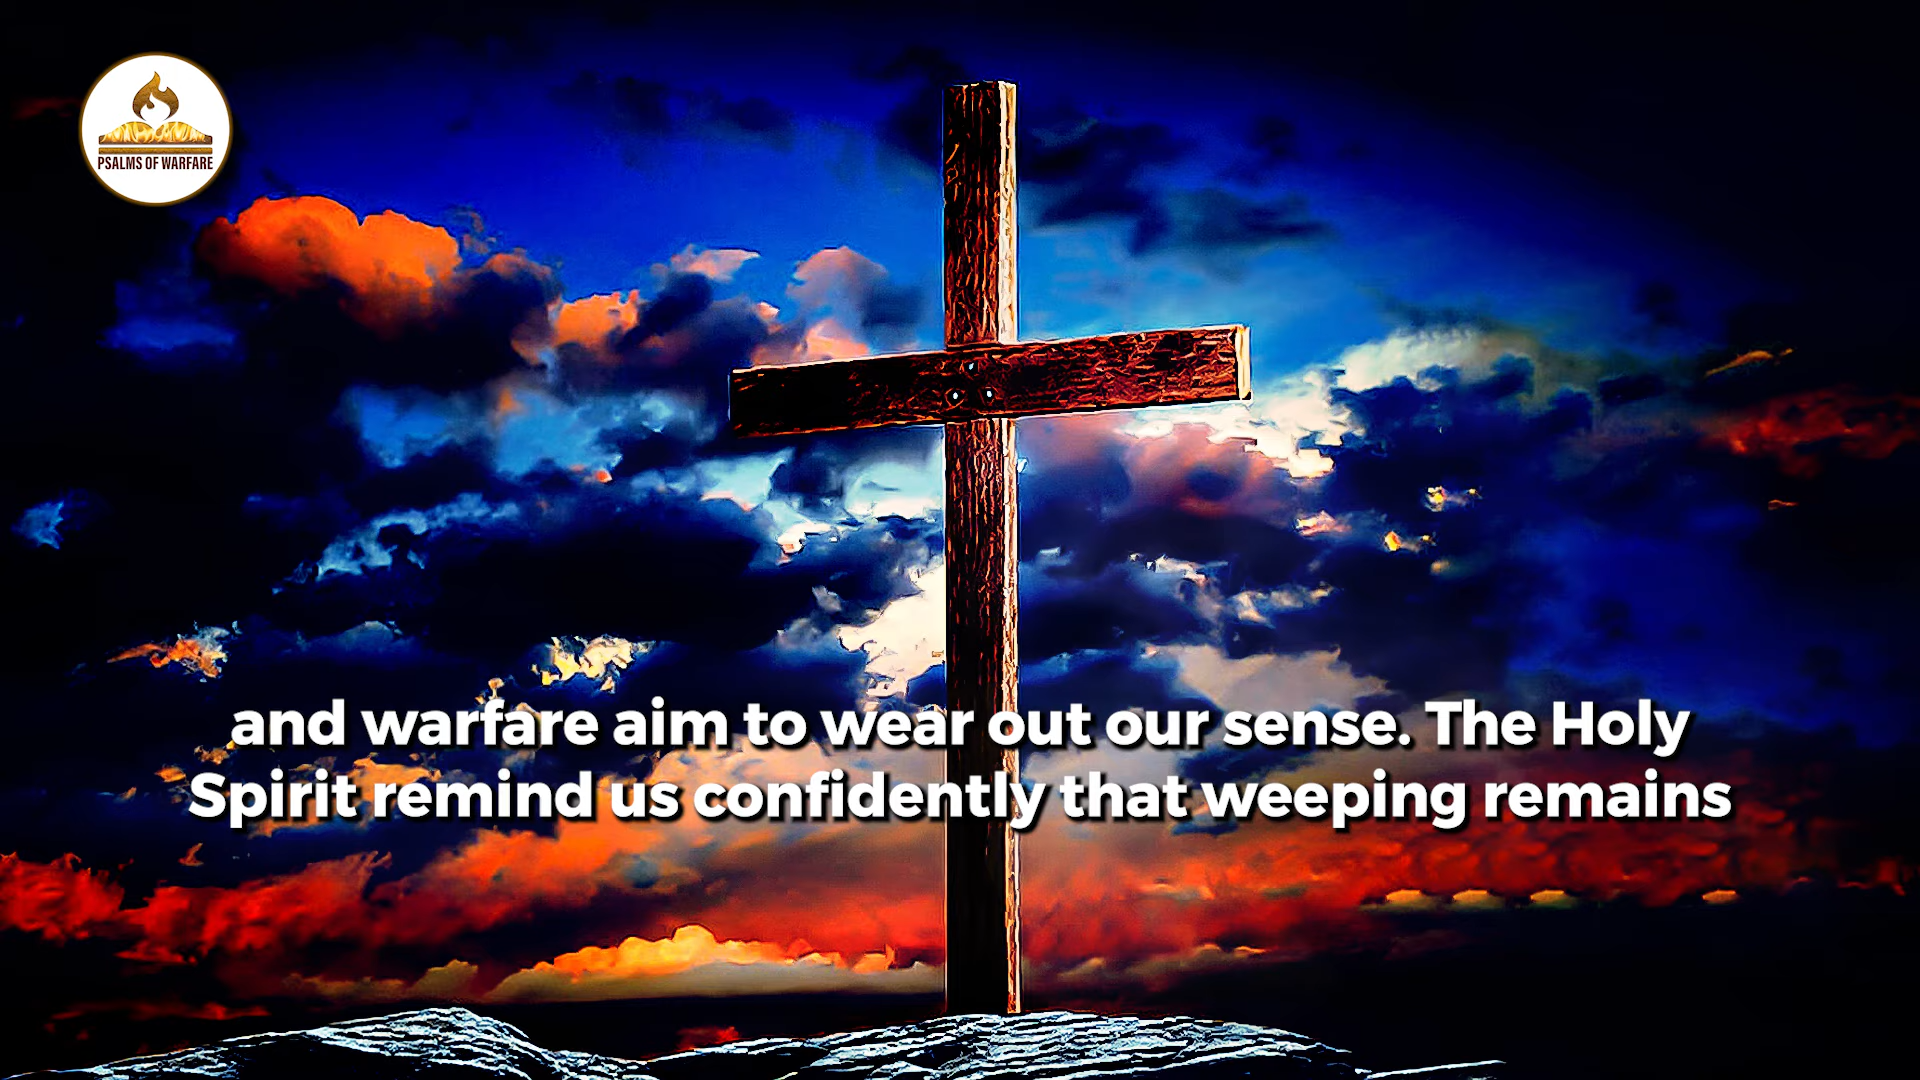 PSALMS OF WARFARE
and warfare aim to wear out our sense. The Holy
Spirit remind us confidently that weeping remains